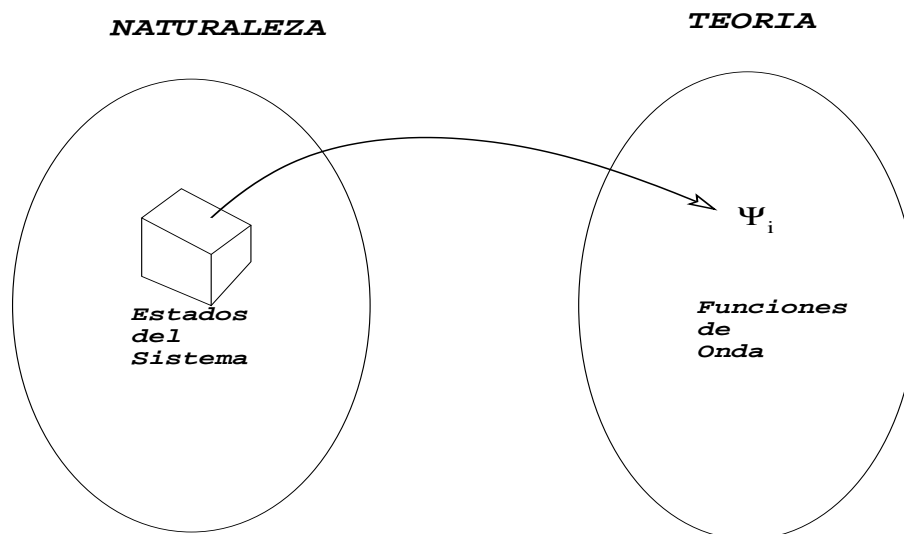 NATURALEZA
TEORIA
Ψi
Estados
del
Sistema
Funciones
de
Onda